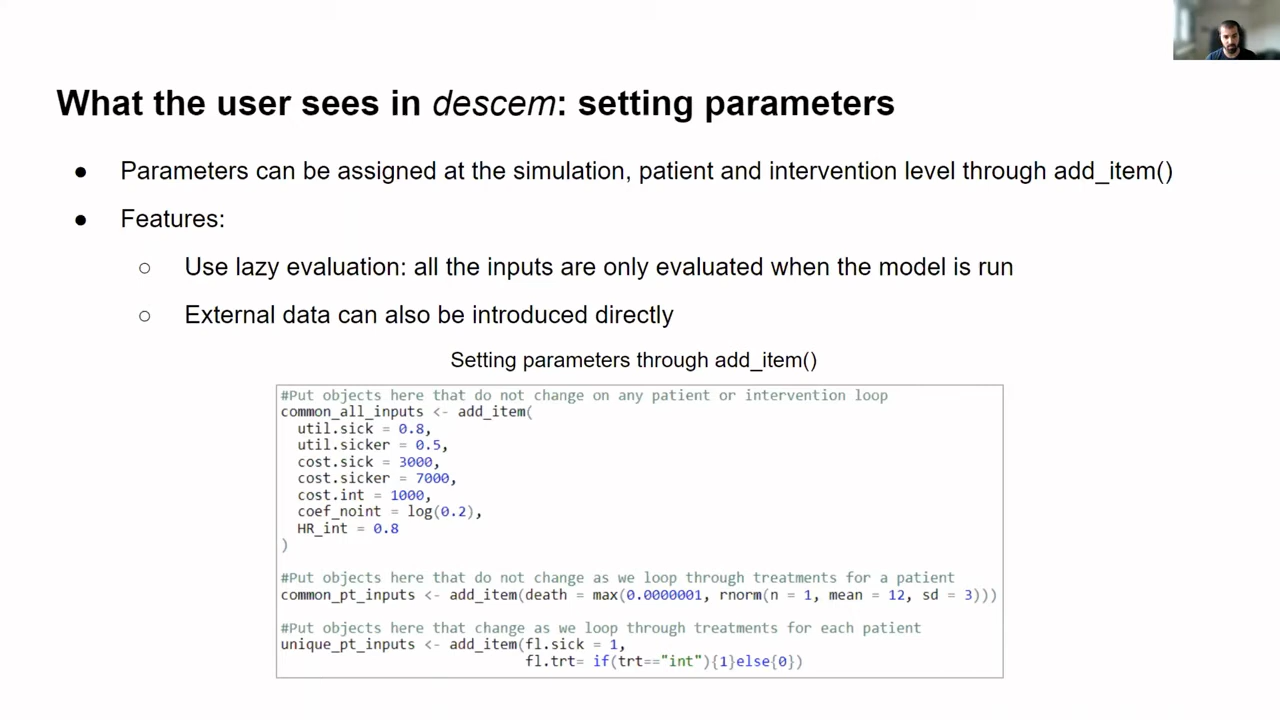 What the user sees in descem: setting parameters
● Parameters can be assigned at the simulation, patient and intervention level through add_item()
● Features:
○ Use lazy evaluation: all the inputs are only evaluated when the model is run
○ External data can also be introduced directly
Setting parameters through add_item()
#Put objects here that do not change on any patient or intervention loop
common_all_inputs <- add_item(
  util.sick = 0.8,
  util.sicker = 0.5,
  cost.sick = 3000,
  cost.sicker = 7000,
  cost.int = 1000,
  coef_noint = log(0.2),
  HR_int = 0.8
)
#Put objects here that do not change as we loop through treatments for a patient
common_pt_inputs <- add_item(death = max(0.0000001, rnorm(n = 1, mean = 12, sd = 3)))
#Put objects here that change as we loop through treatments for each patient
unique_pt_inputs <- add_item(fl.sick = 1,
                             fl.trt= if(trt=="int"){1}else{0})